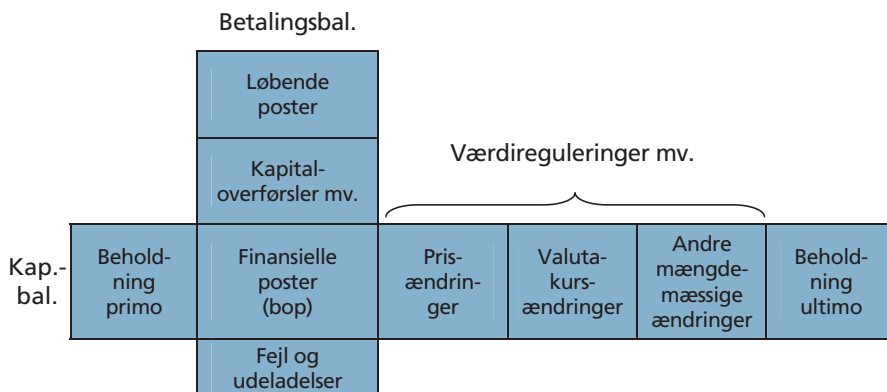 Betalingsbal.
Løbende
poster
Kapital-
overførsler mv.
Værdireguleringer mv.
Kap.-
bal.
Behold-
ning
primo
Finansielle
poster
(bop)
Pris-
ændrin-
ger
Valuta-
kurs-
ændringer
Andre
mængde-
mæssige
ændringer
Behold-
ning
ultimo
Fejl og
udeladelser